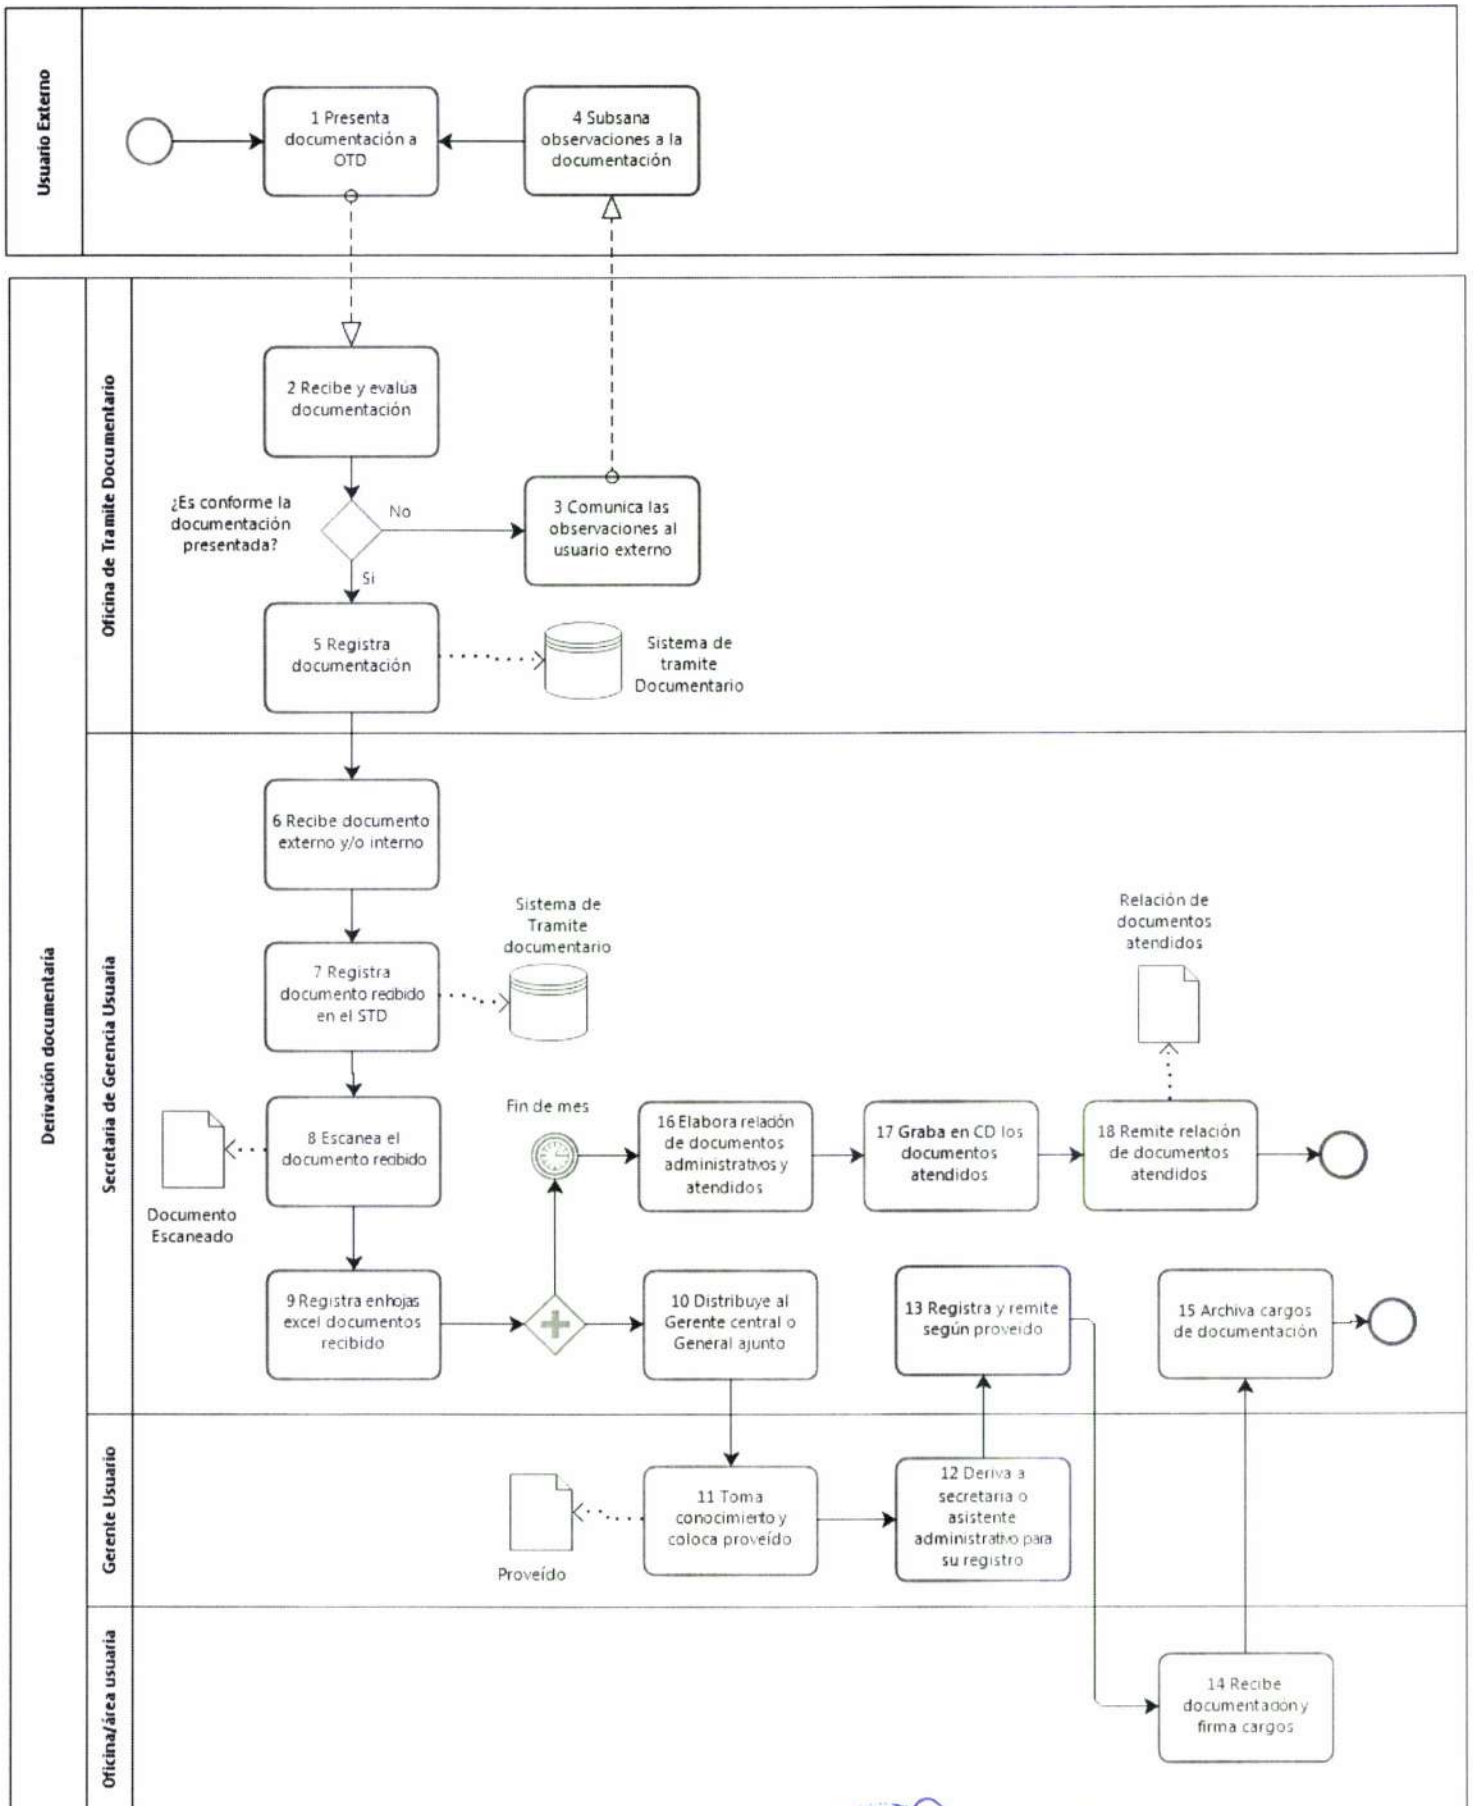 Usuario Externo
1 Presenta
documentación a
OTD
4 Subsana
observaciones a la
documentación
Derivación documentaria
Oficina de Tramite Documentario
2 Recibe y evalúa
documentación
¿Es conforme la
documentación
presentada?
No
3 Comunica las
observaciones al
usuario externo
Si
5 Registra
documentación
Sistema de
tramite
Documentario
Secretaria de Gerencia Usuaria
6 Recibe documento
externo y/o interno
7 Registra
documento recibido
en el STD
Sistema de
Tramite
documentario
Relación de
documentos
atendidos
8 Escanea el
documento recibido
Documento
Escaneado
Fin de mes
16 Elabora relación
de documentos
administrativos y
atendidos
17 Graba en CD los
documentos
atendidos
18 Remite relación
de documentos
atendidos
9 Registra enhojas
excel documentos
recibido
10 Distribuye al
Gerente central o
General ajunto
13 Registra y remite
según proveido
15 Archiva cargos
de documentación
Gerente Usuario
Proveído
11 Toma
conocimiento y
coloca proveído
12 Deriva a
secretaria o
asistente
administrativo para
su registro
Oficina/área usuaria
14 Recibe
documentación y
firma cargos